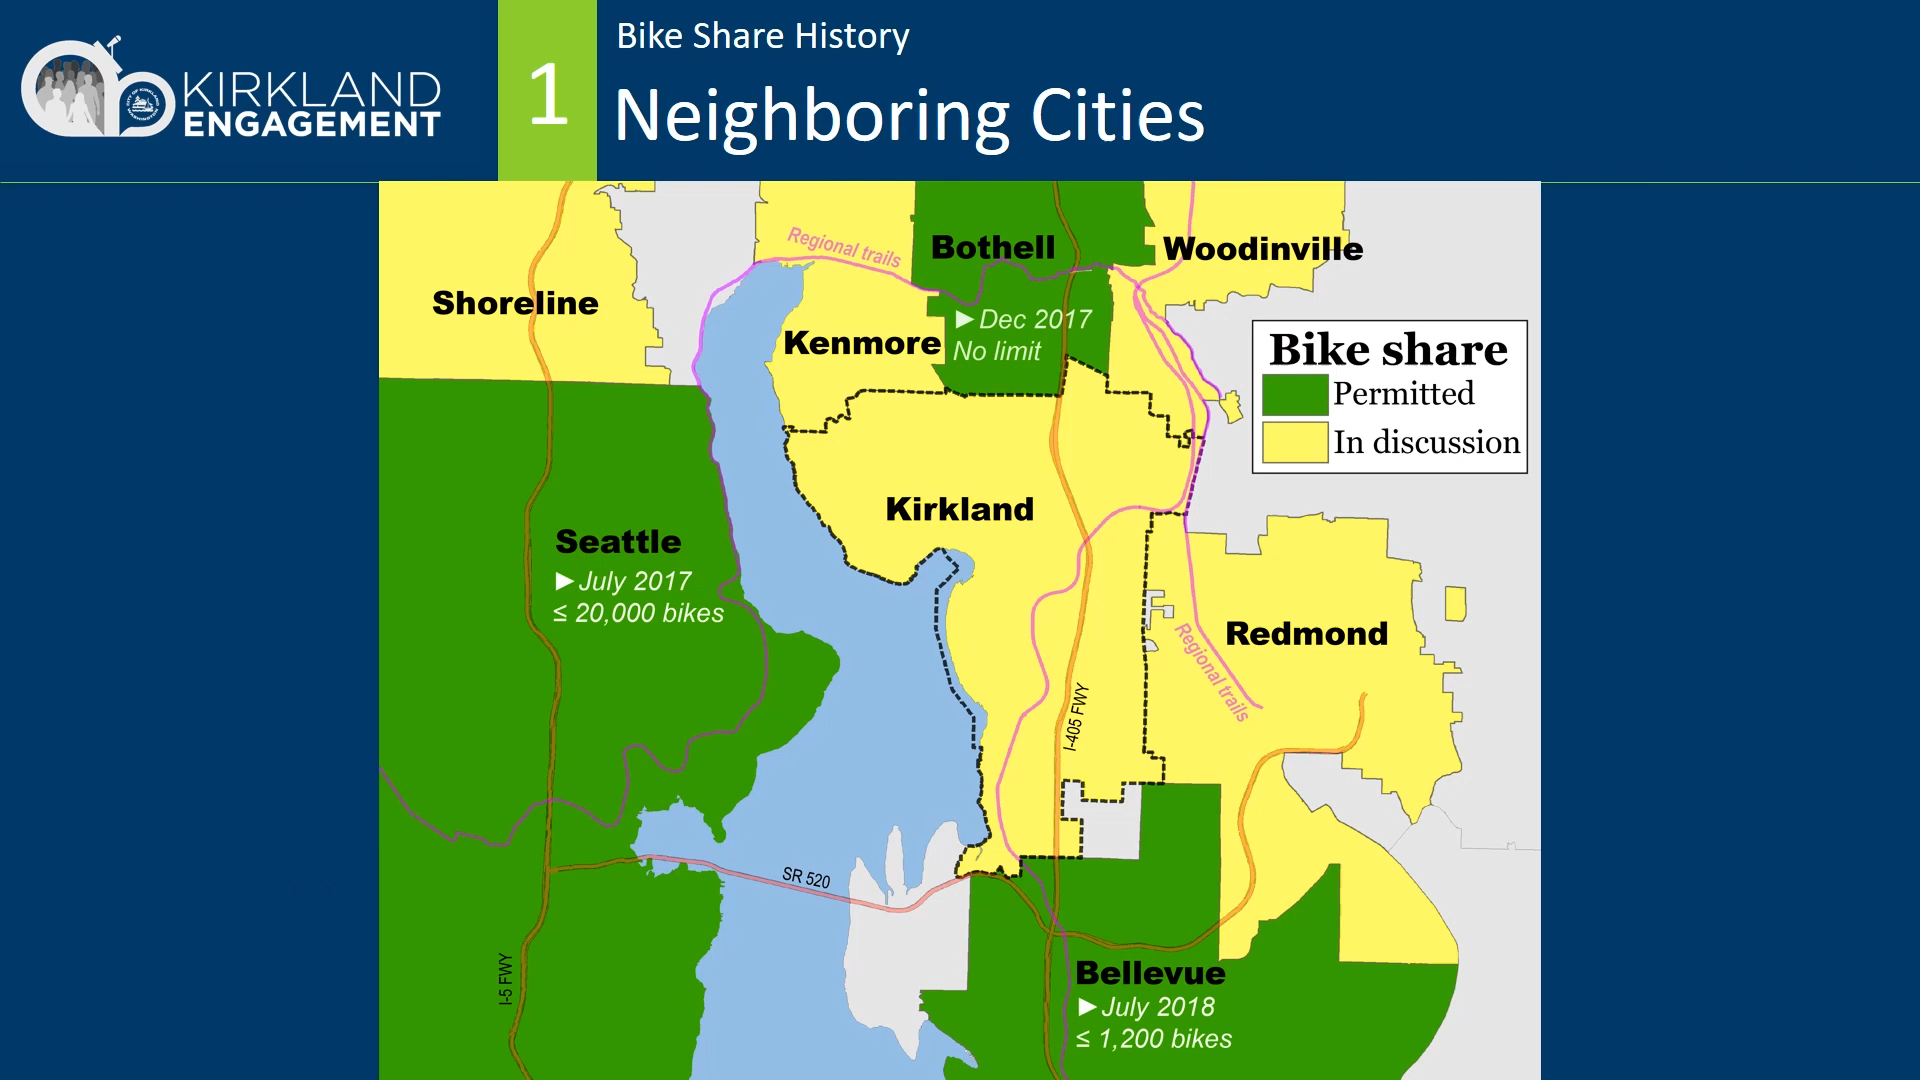 KIRKLAND
ENGAGEMENT
1
Bike Share History
Neighboring Cities
Regional trails
Bothell
Woodinville
Shoreline
►Dec 2017
No limit
Kenmore
Bike share
Permitted
In discussion
Kirkland
Seattle
►July 2017
≤ 20,000 bikes
Redmond
Regional trails
I-405 FWY
SR 520
I-5 FWY
Bellevue
►July 2018
≤ 1,200 bikes